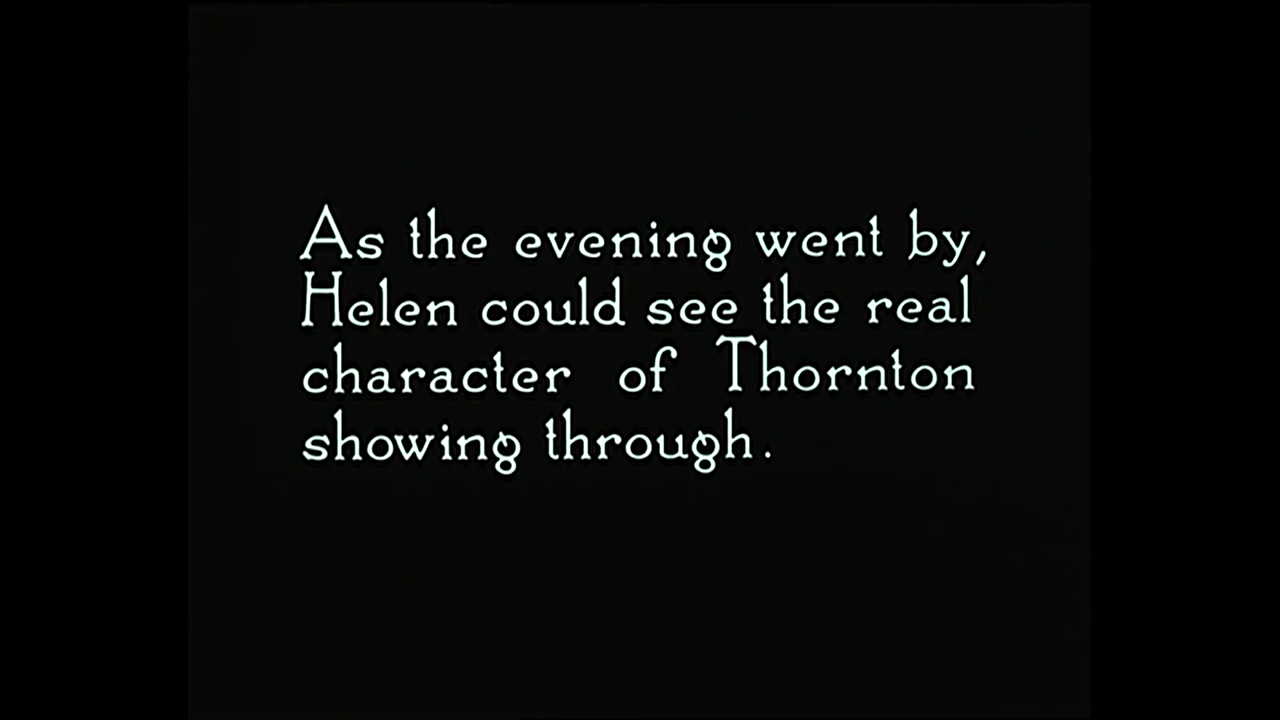 As the evening went by,
Helen could see the real
character of Thornton
showing through.